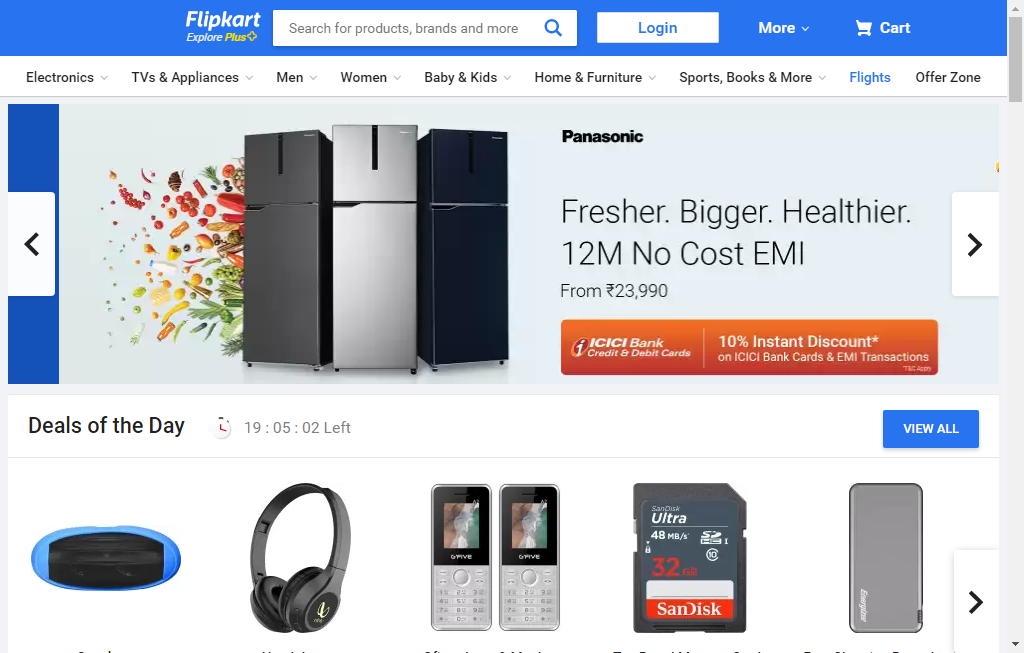 Flipkart
Explore Plus
Search for products, brands and more
Login
More
Cart
Electronics
TVs & Appliances
Men
Women
Baby & Kids
Home & Furniture
Sports, Books & More
Flights
Offer Zone
Panasonic
Fresher. Bigger. Healthier.
12M No Cost EMI
From ₹23,990
ICICI Bank
Credit & Debit Cards
10% Instant Discount*
on ICICI Bank Cards & EMI Transactions
*T&C Apply
Deals of the Day
19 : 05 : 02 Left
VIEW ALL
GFIVE
GFIVE
SanDisk
Ultra
48 MB/s
32 GB
SanDisk
Energizer